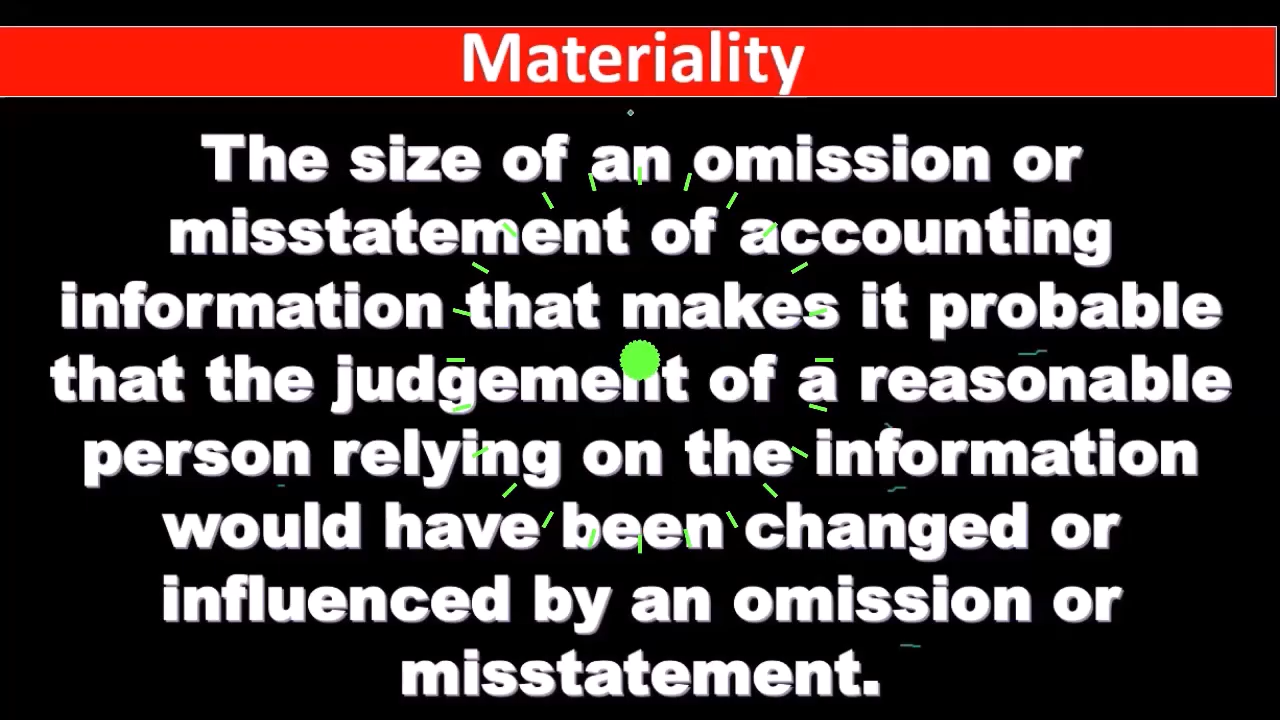 Materiality
The size of an omission or
misstatement of accounting
information that makes it probable
that the judgement of a reasonable
person relying on the information
would have been changed or
influenced by an omission or
misstatement.